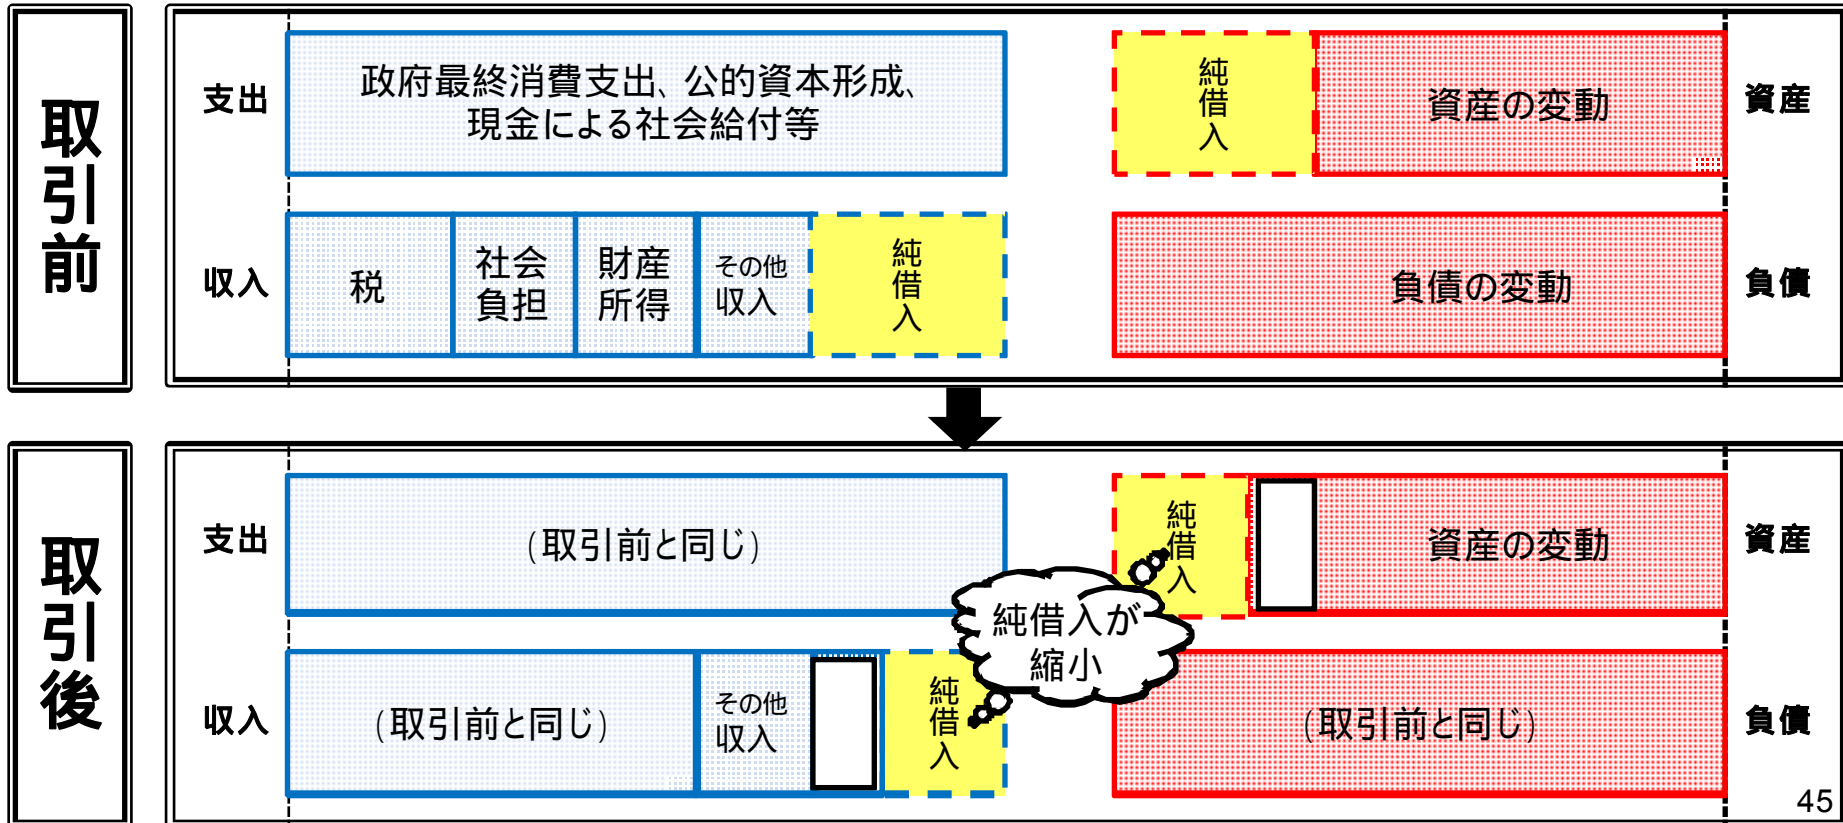 取引前
支出
政府最終消費支出、公的資本形成、
現金による社会給付等
純借入
資産の変動
資産
収入
税
社会
負担
財産
所得
その他
収入
純借入
負債の変動
負債
取引後
支出
(取引前と同じ)
純借入
資産の変動
資産
純借入が
縮小
収入
(取引前と同じ)
その他
収入
純借入
(取引前と同じ)
負債
45